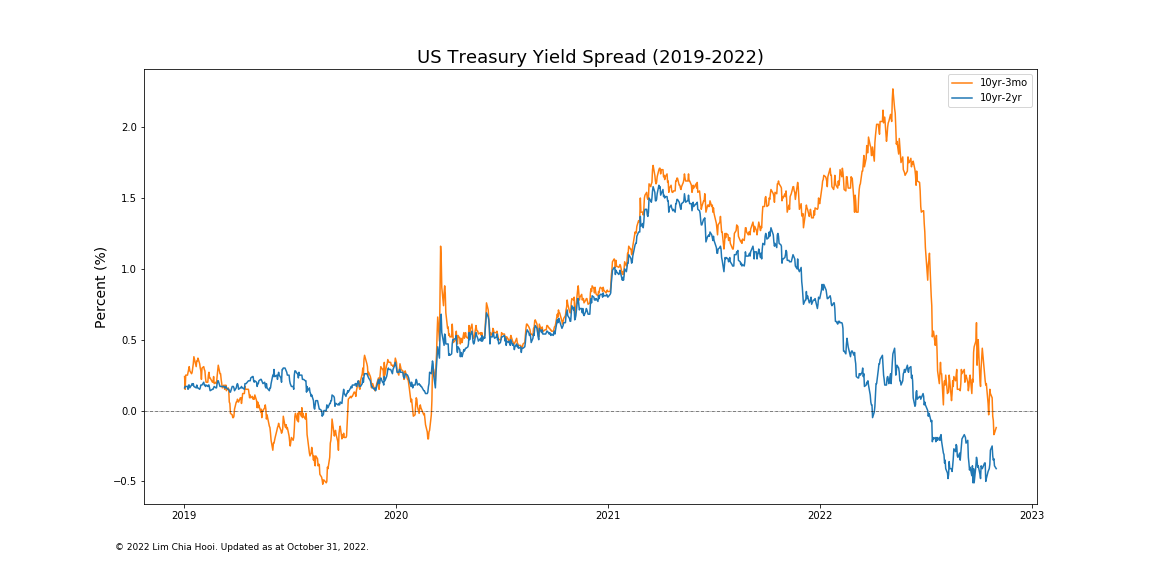 US Treasury Yield Spread (2019-2022)
10yr-3mo
10yr-2yr
Percent (%)
2.0
1.5
1.0
0.5
0.0
−0.5
2019
2020
2021
2022
2023
© 2022 Lim Chia Hooi. Updated as at October 31, 2022.